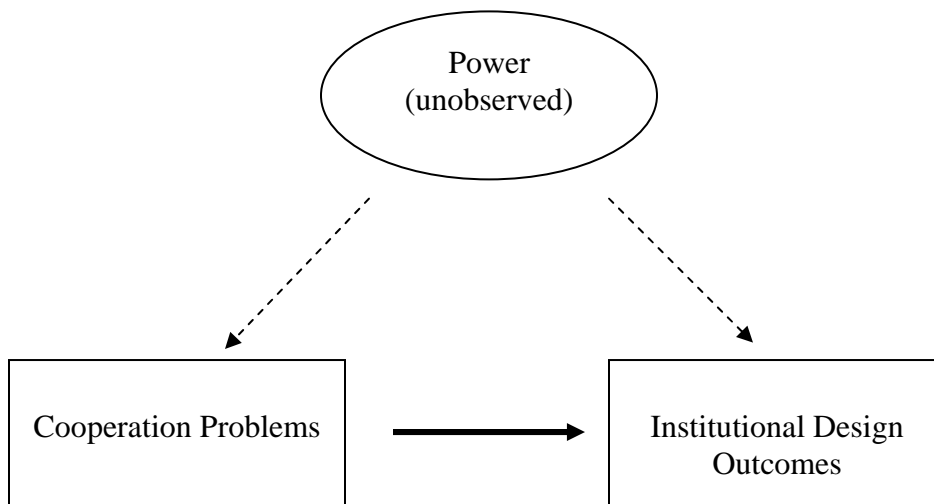 Power
(unobserved)
Cooperation Problems
Institutional Design
Outcomes